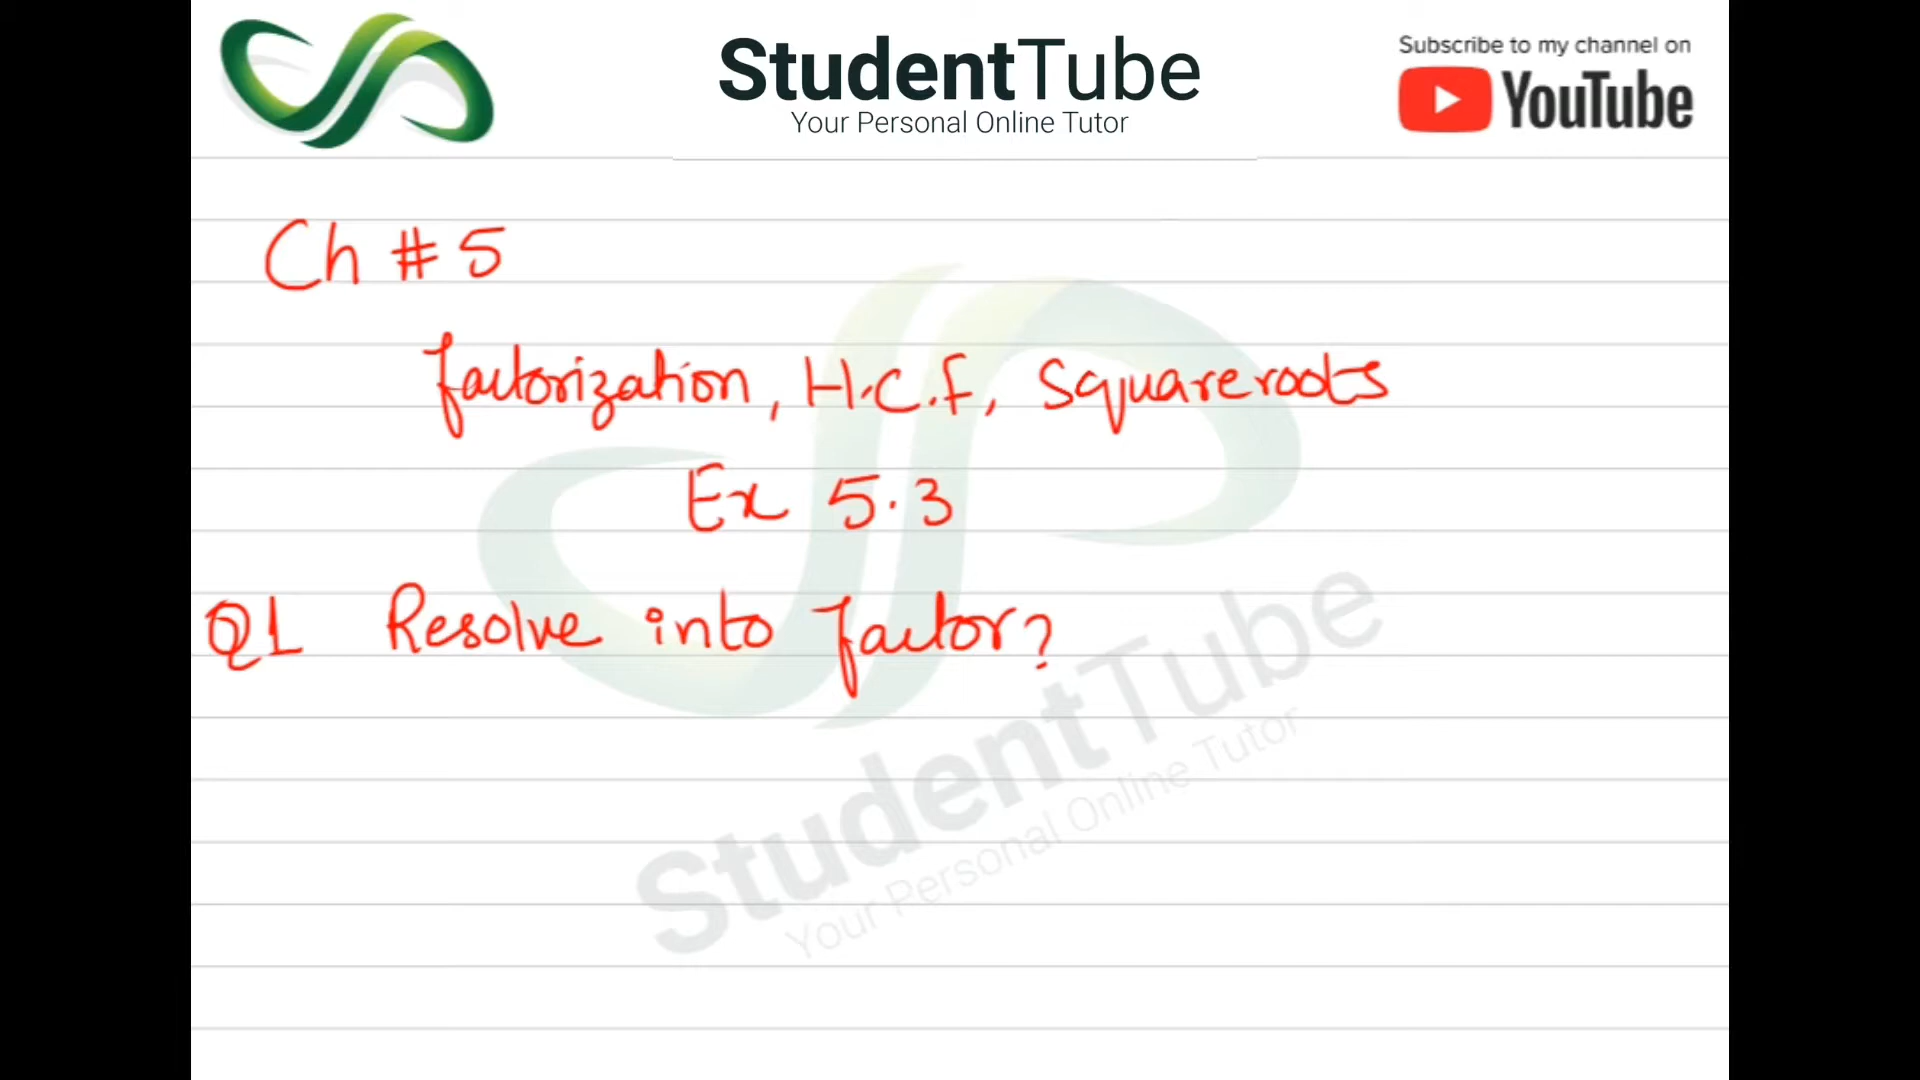 StudentTube
Your Personal Online Tutor
Subscribe to my channel on
YouTube
Ch # 5
factorization, H.C.F, Squareroots
Ex 5.3
Q1 Resolve into factor?
StudentTube
Your Personal Online Tutor